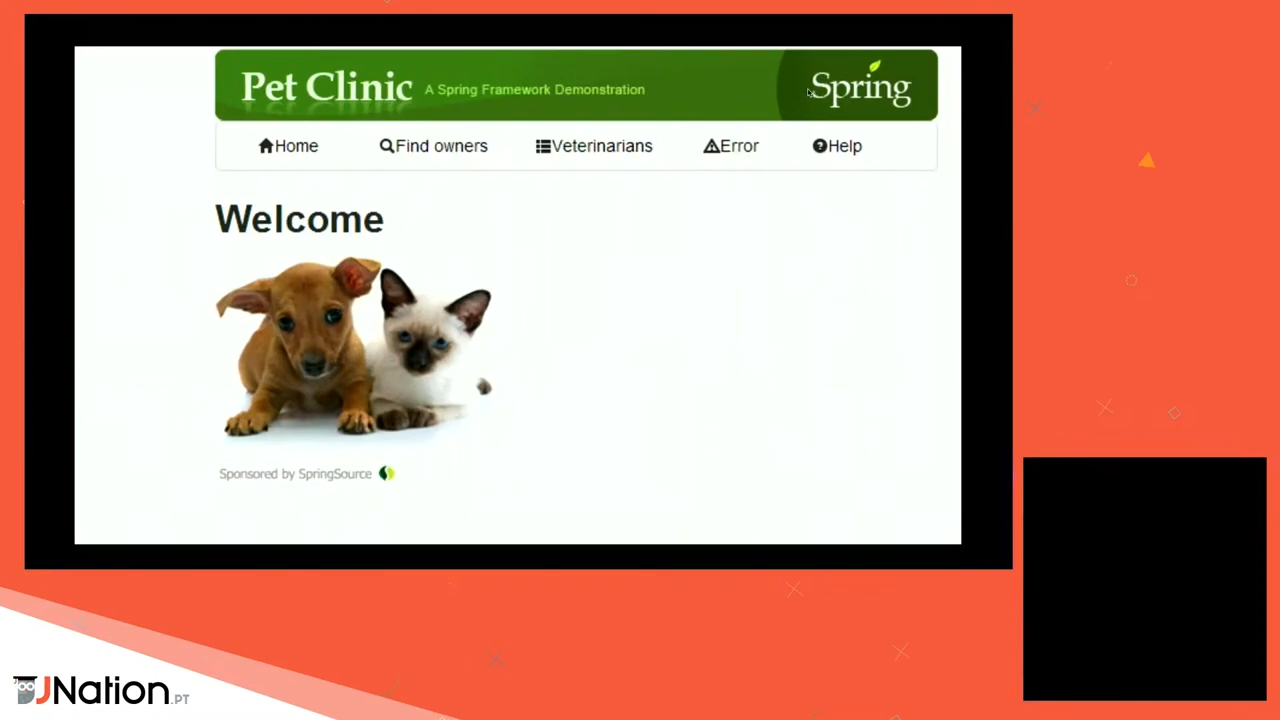 Pet Clinic A Spring Framework Demonstration Spring
Home Find owners Veterinarians Error Help
Welcome
Sponsored by SpringSource
JNation.PT